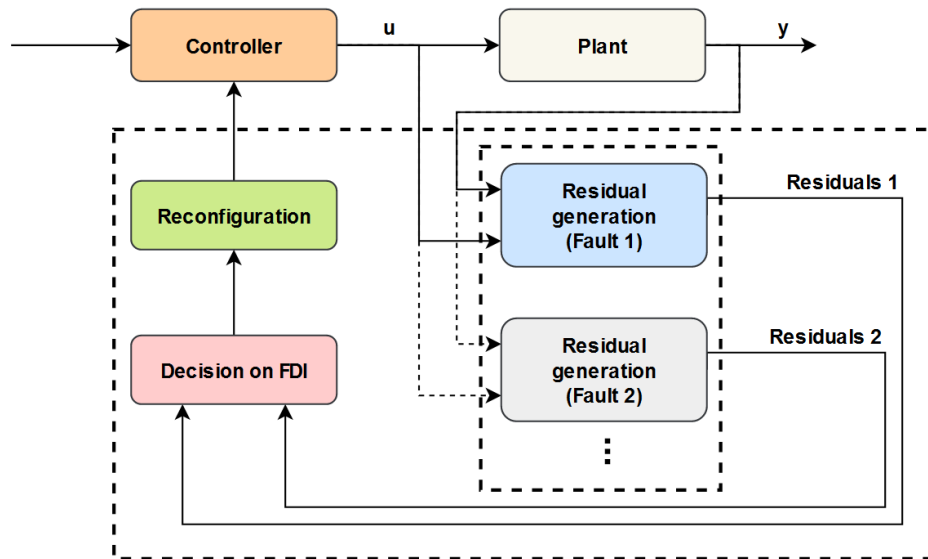 u
y
Controller
Plant
Residual
generation
(Fault 1)
Residuals 1
Reconfiguration
Residual
generation
(Fault 2)
Residuals 2
Decision on FDI